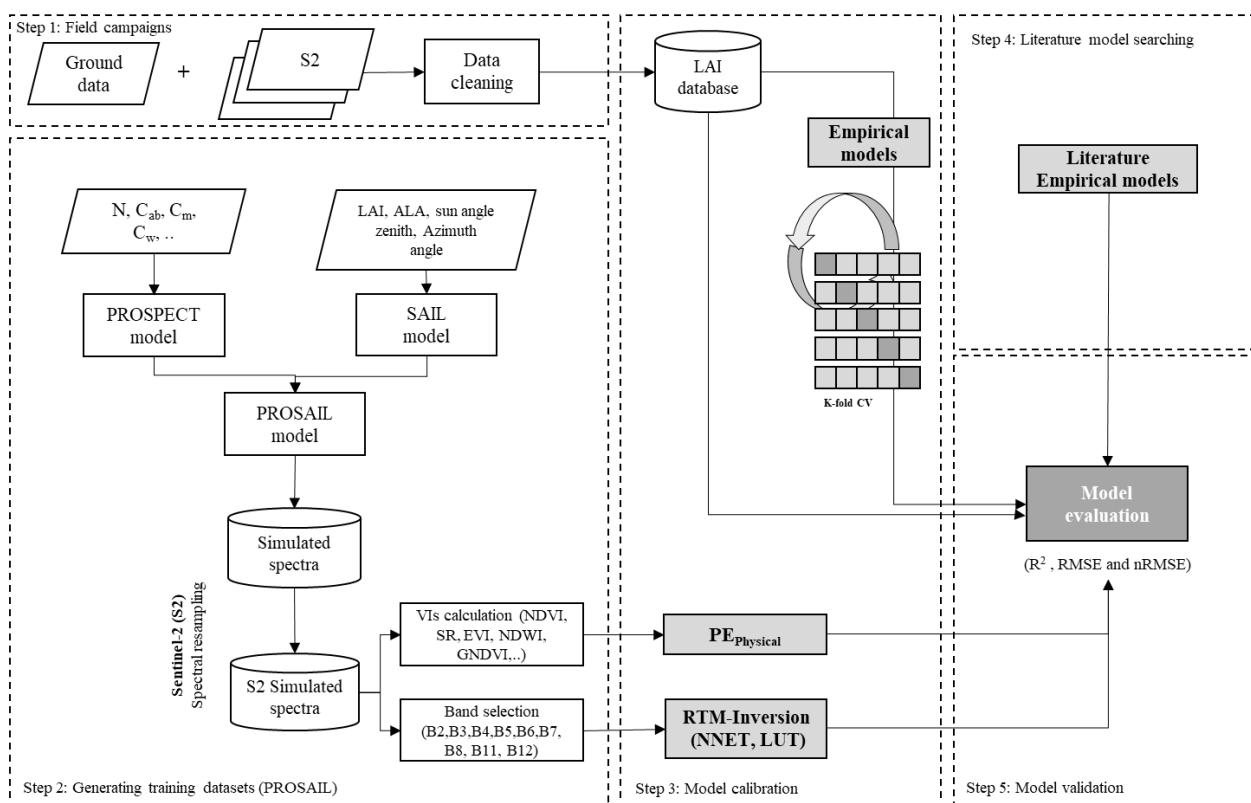 Step 1: Field campaigns
Ground
data
+
S2
Data
cleaning
LAI
database
Empirical
models
K-fold CV
Step 4: Literature model searching
Literature
Empirical models
N, Cab, Cm,
Cw, ..
LAI, ALA, sun angle
zenith, Azimuth
angle
PROSPECT
model
SAIL
model
PROSAIL
model
Simulated
spectra
Sentinel-2 (S2)
Spectral resampling
S2 Simulated
spectra
VIs calculation (NDVI,
SR, EVI, NDWI,
GNDVI,..)
Band selection
(B2,B3,B4,B5,B6,B7,
B8, B11, B12)
Step 2: Generating training datasets (PROSAIL)
PEPhysical
RTM-Inversion
(NNET, LUT)
Step 3: Model calibration
Model
evaluation
(R² , RMSE and nRMSE)
Step 5: Model validation